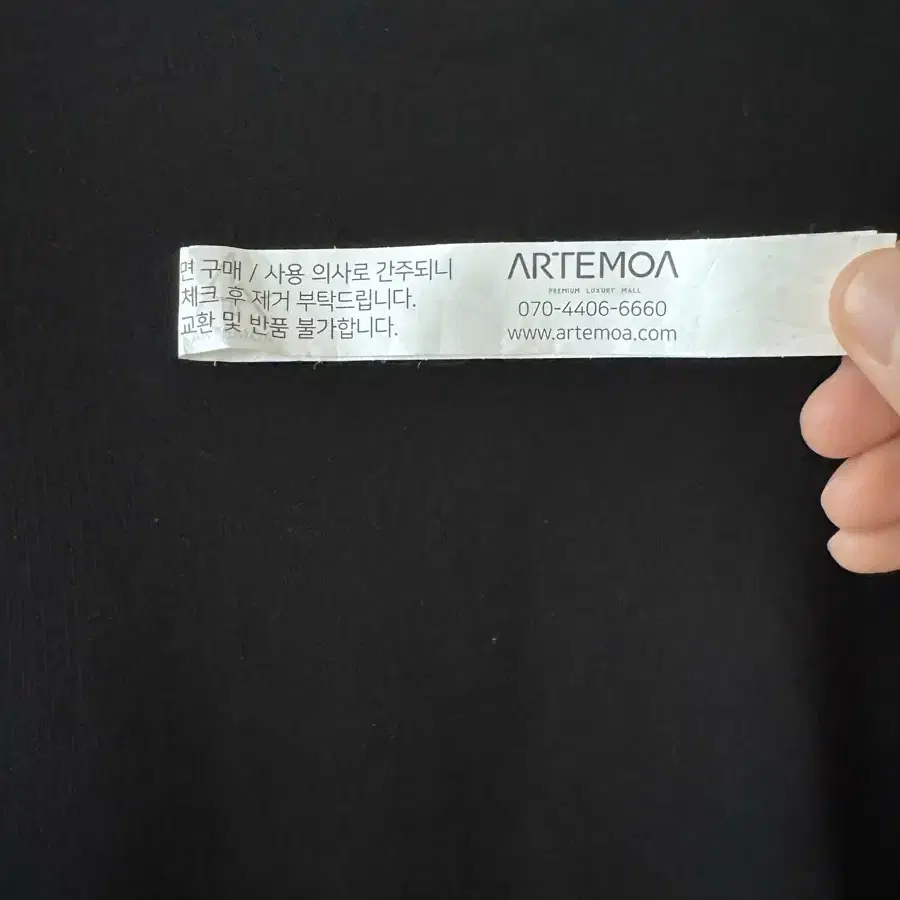 면 구매 / 사용 의사로 간주되니
체크 후 제거 부탁드립니다.
교환 및 반품 불가합니다.
ARTEMOA
PREMIUM LUXURY MALL
070-4406-6660
www.artemoa.com